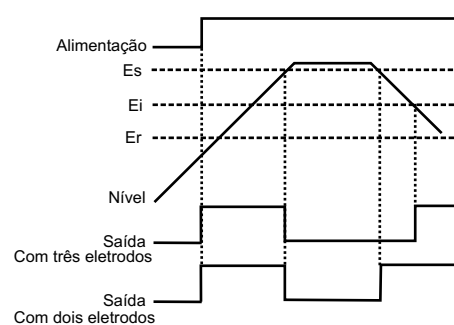 Alimentação
Es
Ei
Er
Nível
Saída
Com três eletrodos
Saída
Com dois eletrodos